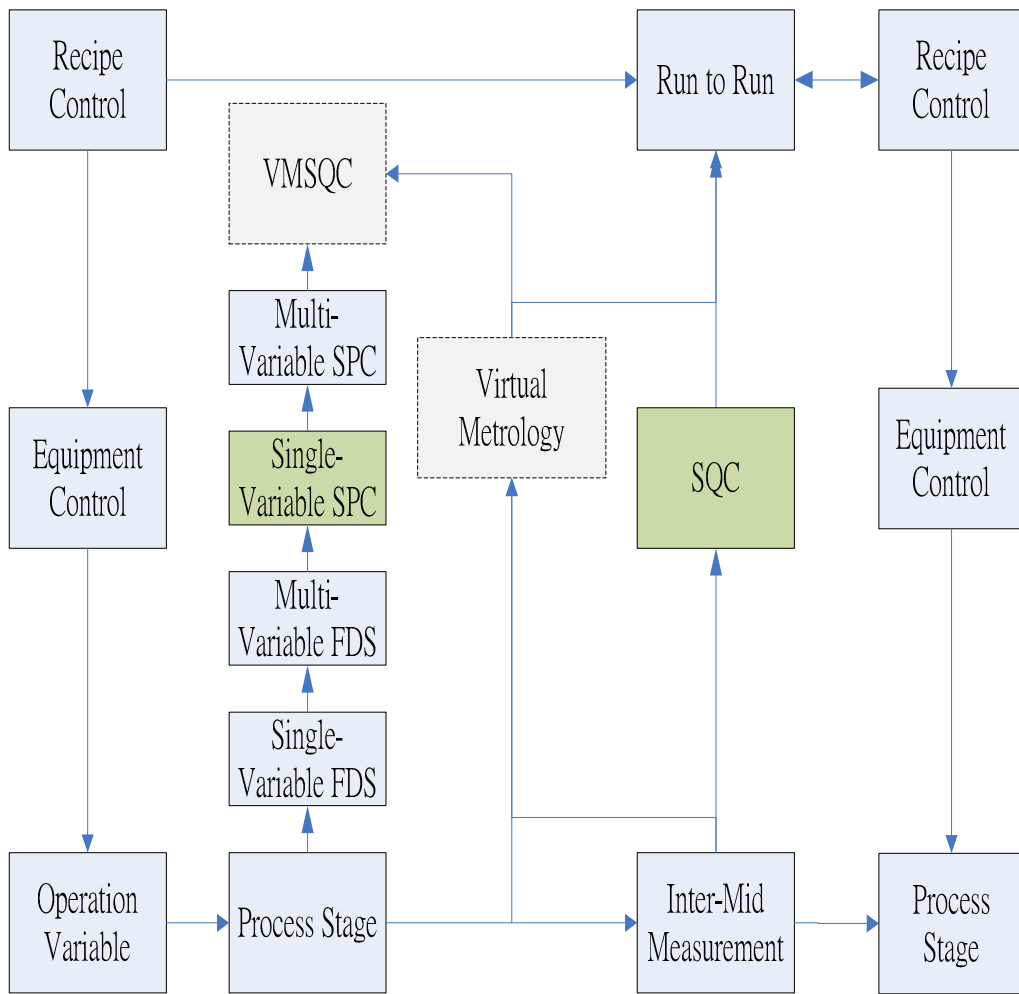 Recipe
Control
Run to Run
Recipe
Control
VMSQC
Multi-
Variable SPC
Virtual
Metrology
Equipment
Control
Single-
Variable SPC
SQC
Equipment
Control
Multi-
Variable FDS
Single-
Variable FDS
Operation
Variable
Process Stage
Inter-Mid
Measurement
Process
Stage